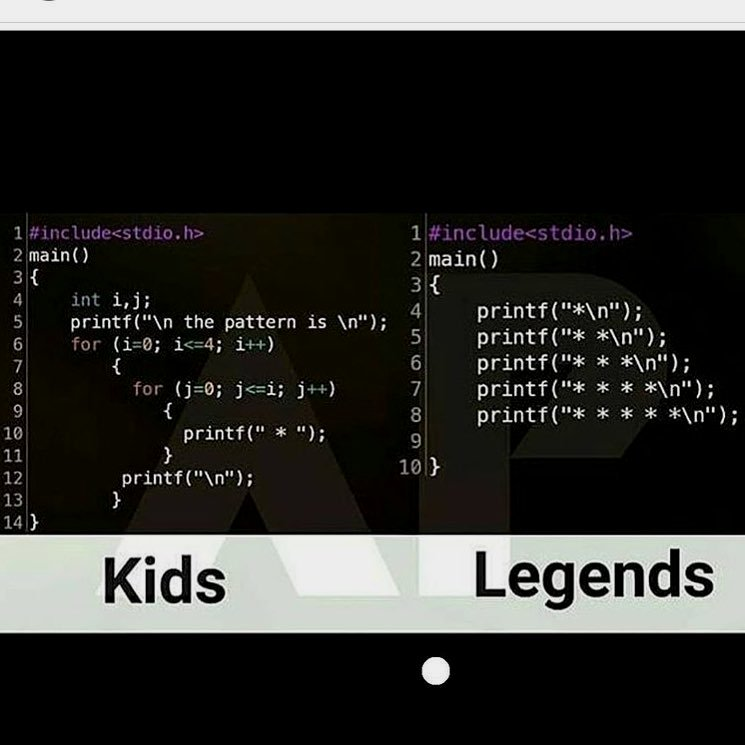 1 #include<stdio.h>
2 main()
3 {
4 int i,j;
5 printf("\n the pattern is \n");
6 for (i=0; i<=4; i++)
7 {
8 for (j=0; j<=i; j++)
9 {
10 printf(" * ");
11 }
12 printf("\n");
13 }
14 }
Kids
1 #include<stdio.h>
2 main()
3 {
4 printf("*\n");
5 printf("* *\n");
6 printf("* * *\n");
7 printf("* * * *\n");
8 printf("* * * * *\n");
9
10 }
Legends
AP